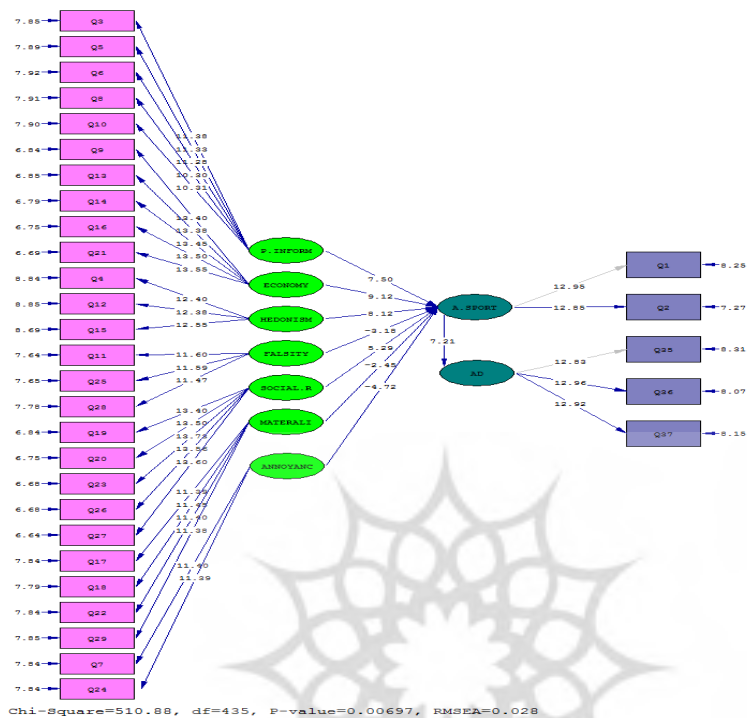 7.85 Q3
7.89 Q5
7.92 Q6
7.91 Q8
7.90 Q10
6.84 Q9
6.85 Q13
6.79 Q14
6.75 Q16
6.69 Q21
8.84 Q4
8.85 Q12
8.69 Q15
7.64 Q11
7.65 Q25
7.78 Q28
6.84 Q19
6.75 Q20
6.68 Q23
6.68 Q26
6.64 Q27
7.84 Q17
7.79 Q18
7.84 Q22
7.85 Q29
7.84 Q7
7.84 Q24
11.38
11.33
11.28
10.30
10.31
13.40
13.38
13.45
13.50
13.55
12.40
12.38
12.55
11.60
11.59
11.47
13.40
13.50
13.73
13.60
11.40
11.38
11.40
11.39
P.INFORM
ECONOMY
HEDONISM
FALSITY
SOCIAL.R
MATERALI
ANNOYANC
7.50
9.12
8.12
-3.18
5.29
-2.45
-4.72
A.SPORT
7.21
AD
12.95
12.85
12.83
12.96
12.92
Q1 8.25
Q2 7.27
Q35 8.31
Q36 8.07
Q37 8.15
Chi-Square=510.88, df=435, P-value=0.00697, RMSEA=0.028